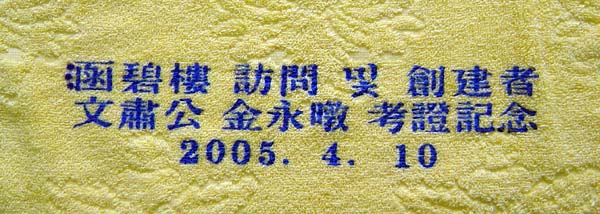 涵碧樓 訪問 및 創建者
文肅公 金永暾 考證記念
2005. 4. 10